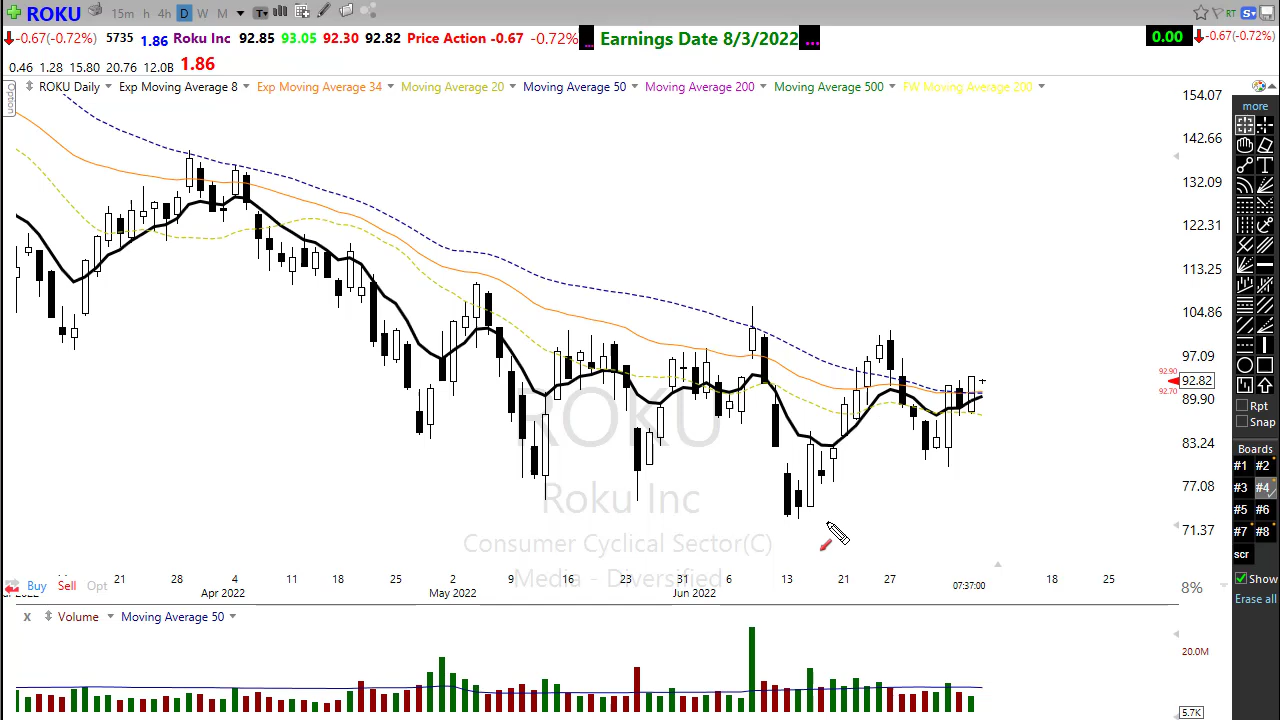 ROKU 15m h 4h D W M T RT S
-0.67(-0.72%) 5735 1.86 Roku Inc 92.85 93.05 92.30 92.82 Price Action -0.67 -0.72% ... Earnings Date 8/3/2022 ... 0.00 -0.67(-0.72%)
0.46 1.28 15.80 20.76 12.0B 1.86
Option
ROKU Daily Exp Moving Average 8 Exp Moving Average 34 Moving Average 20 Moving Average 50 Moving Average 200 Moving Average 500 FW Moving Average 200
154.07
more
142.66
132.09
122.31
113.25
104.86
97.09
92.90
92.82
92.70
89.90
Rpt
Snap
83.24
Boards
#1 #2
77.08
#3 #4
#5 #6
71.37
#7 #8
scr
ROKU
Roku Inc
Consumer Cyclical Sector(C)
Media - Diversified
21 28 4 11 18 25 2 9 16 23 31 6 13 21 27 07:37:00 18 25
Show
Buy Sell Opt
8%
Apr 2022 May 2022 Jun 2022
Erase all
x Volume Moving Average 50
20.0M
5.7K